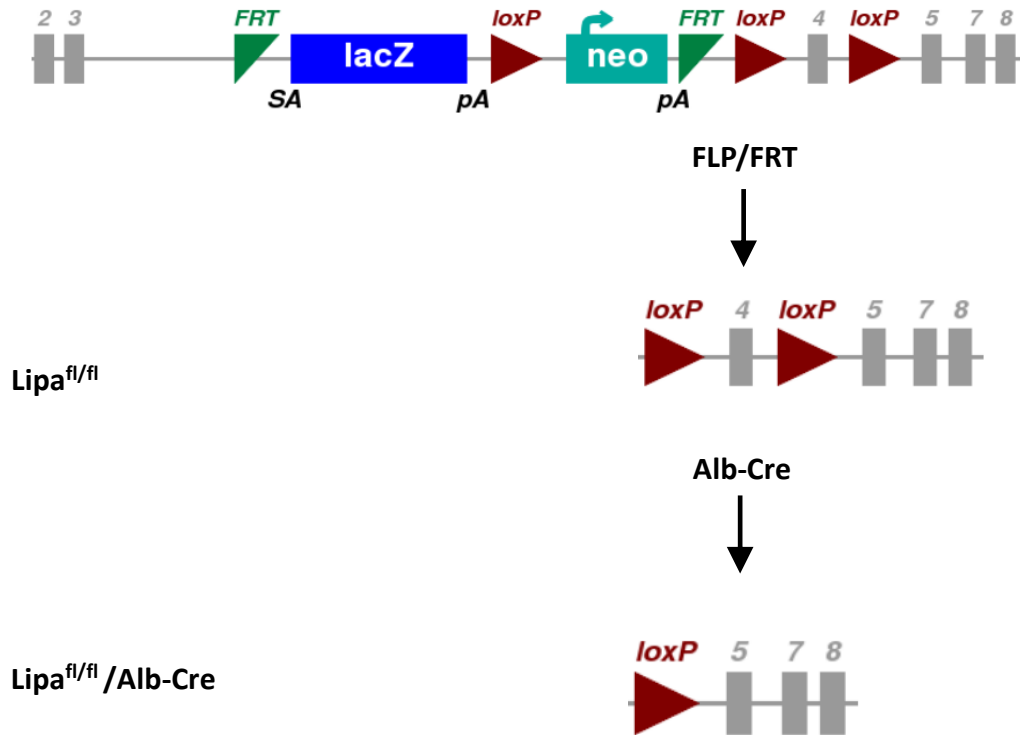 2 3 FRT loxP FRT loxP 4 loxP 5 7 8
lacZ neo
SA pA pA
FLP/FRT
loxP 4 loxP 5 7 8
Lipafl/fl
Alb-Cre
loxP 5 7 8
Lipafl/fl /Alb-Cre